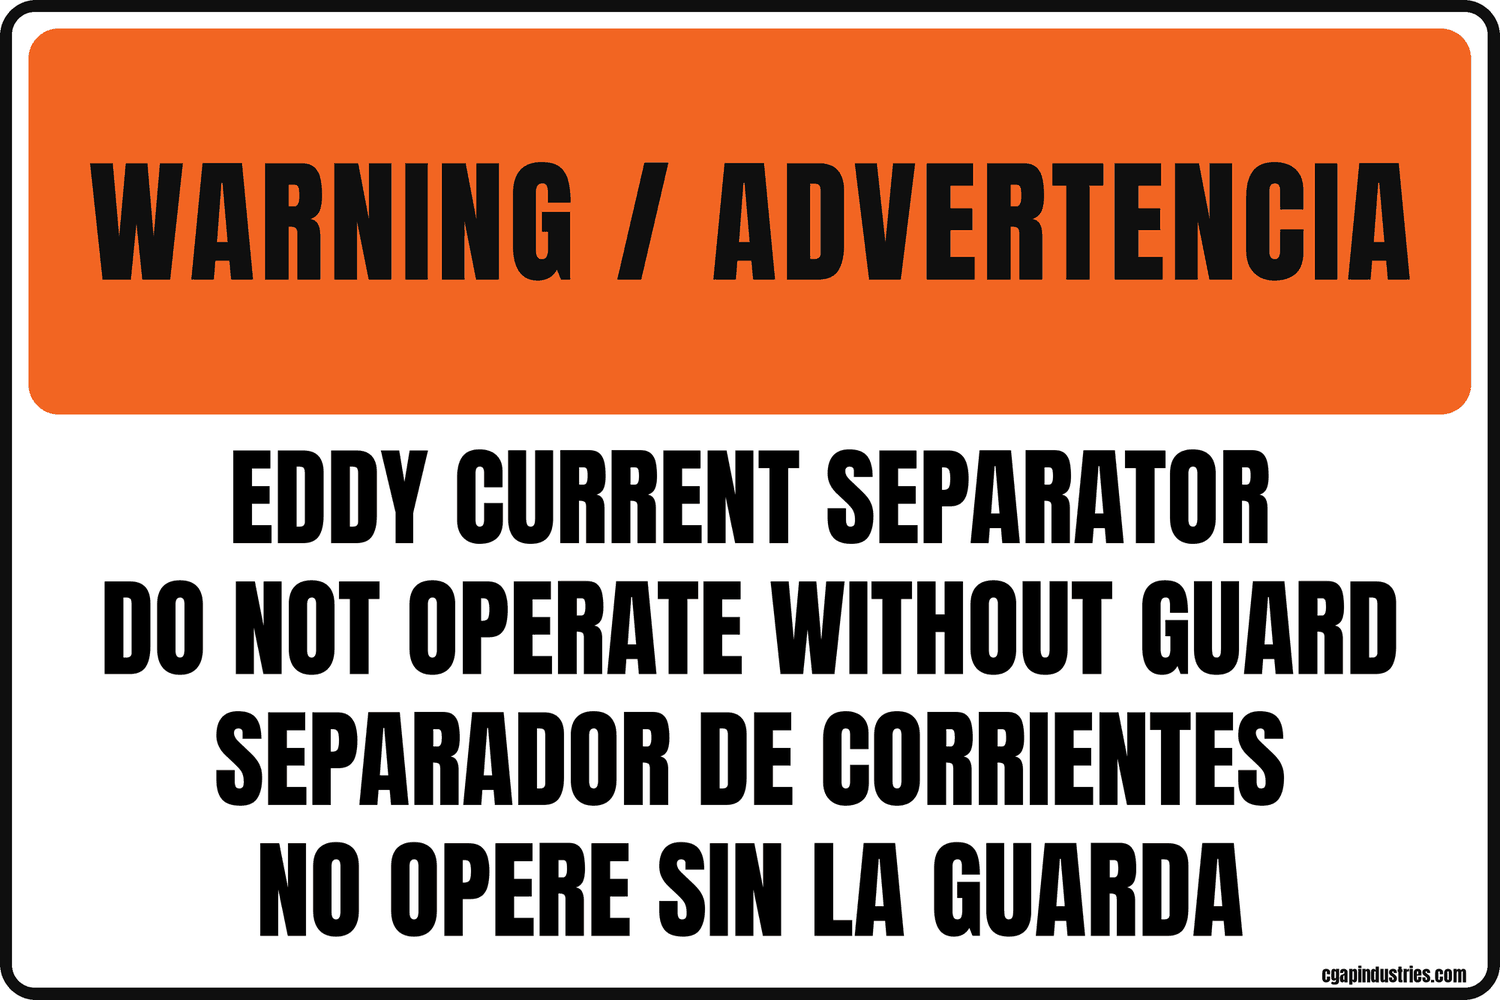 WARNING / ADVERTENCIA
EDDY CURRENT SEPARATOR
DO NOT OPERATE WITHOUT GUARD
SEPARADOR DE CORRIENTES
NO OPERE SIN LA GUARDA
cgapindustries.com